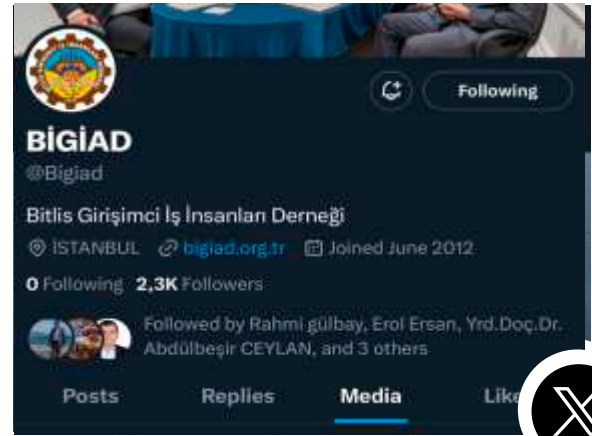 Following
BİGİAD
@Bigiad
Bitlis Girişimci İş İnsanları Derneği
İSTANBUL bigiad.org.tr Joined June 2012
0 Following 2,3K Followers
Followed by Rahmi gülbay, Erol Ersan, Yrd.Doç.Dr.
Abdülbeşir CEYLAN, and 3 others
Posts Replies Media Like